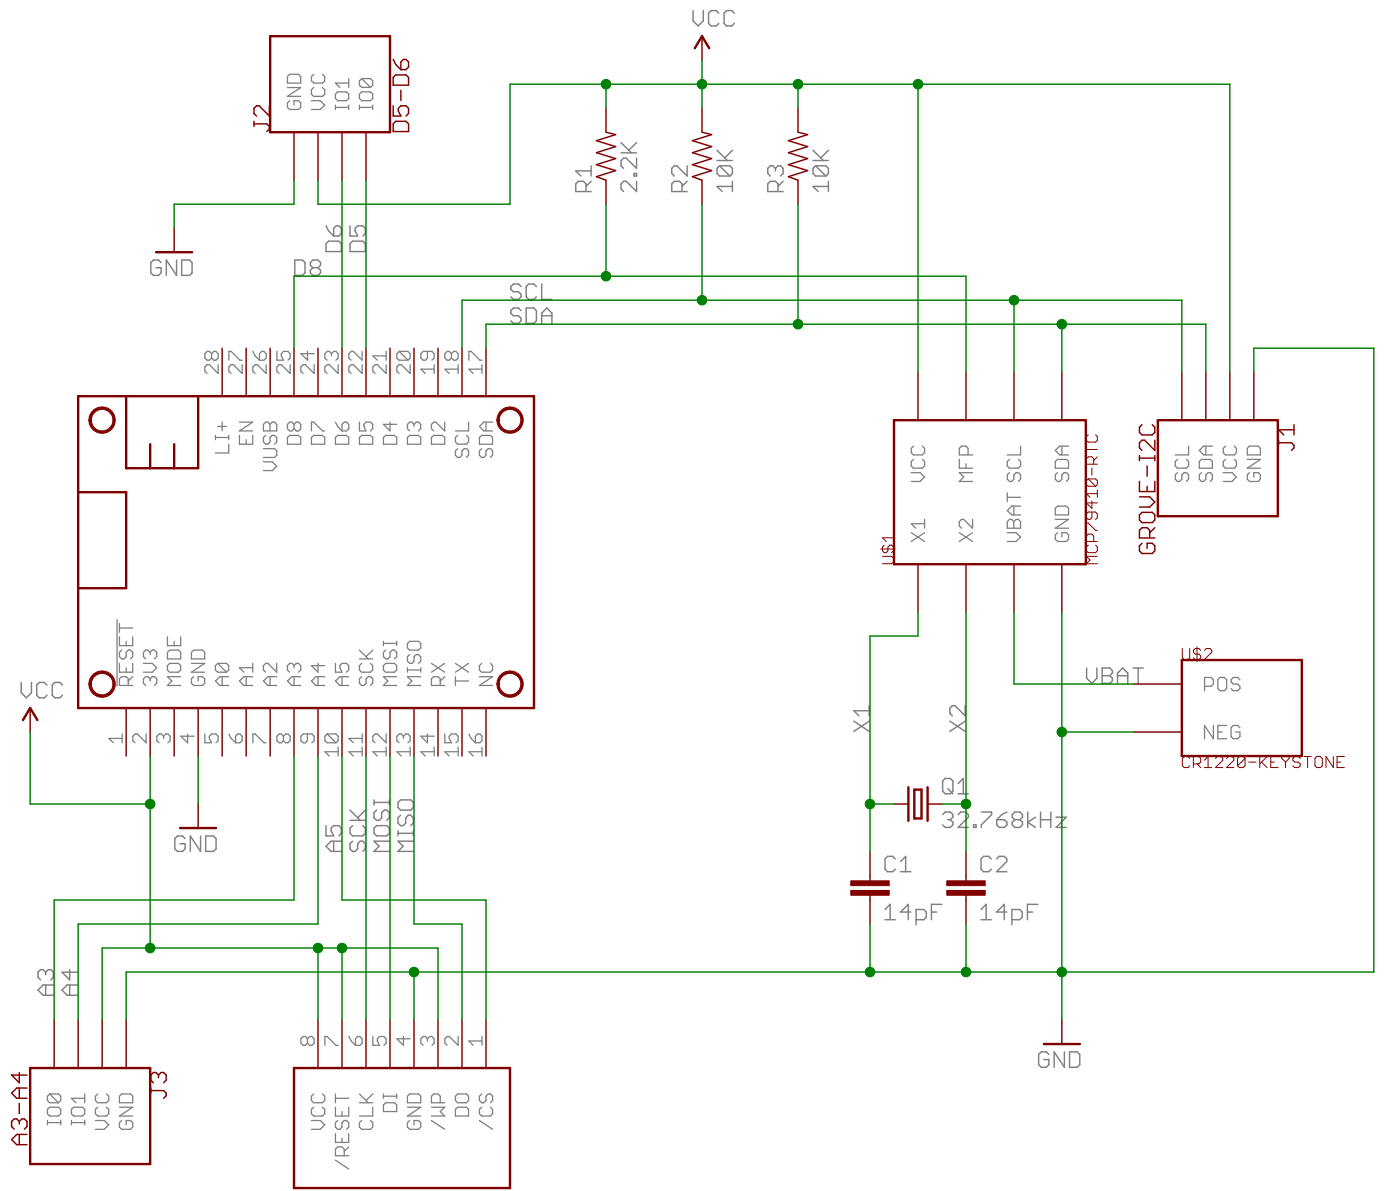 VCC
GND
VCC
IO1
IO0
J2
D5-D6
R1
2.2K
R2
10K
R3
10K
GND
D6
D5
D8
SCL
SDA
28
27
26
25
24
23
22
21
20
19
18
17
LI+
EN
VUSB
D8
D7
D6
D5
D4
D3
D2
SCL
SDA
RESET
3V3
MODE
GND
A0
A1
A2
A3
A4
A5
SCK
MOSI
MISO
RX
TX
NC
1
2
3
4
5
6
7
8
9
10
11
12
13
14
15
16
VCC
GND
A5
SCK
MOSI
MISO
VCC
MFP
SCL
SDA
X1
X2
VBAT
GND
U$1
MCP79410-RTC
GROVE-I2C
SCL
SDA
VCC
GND
J1
VBAT
U$2
POS
NEG
CR1220-KEYSTONE
X1
X2
Q1
32.768kHz
C1
14pF
C2
14pF
GND
A3
A4
A3-A4
IO0
IO1
VCC
GND
J3
8
7
6
5
4
3
2
1
VCC
/RESET
CLK
DI
GND
/WP
DO
/CS